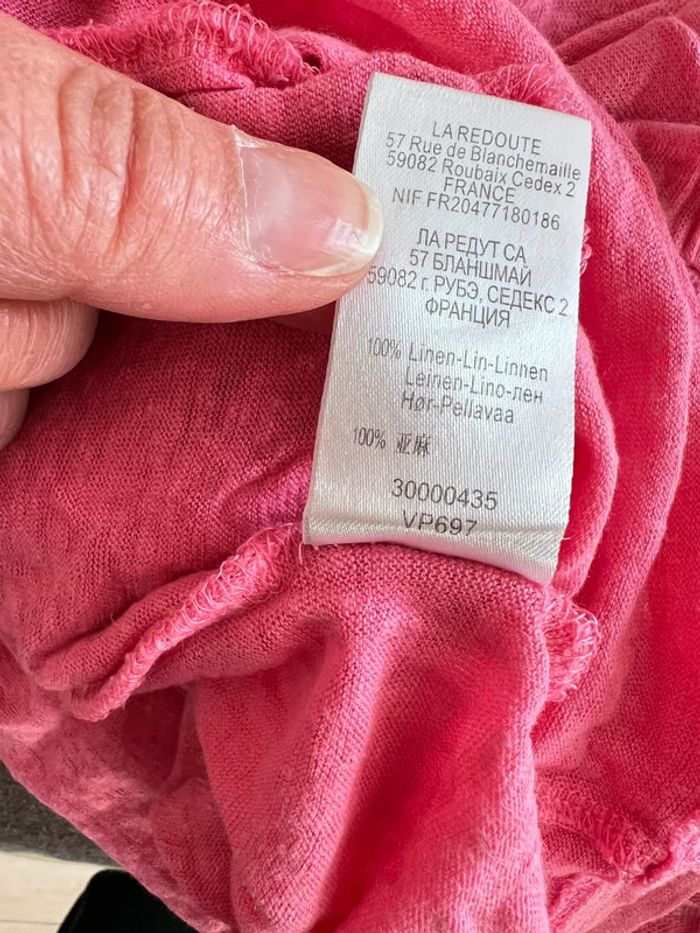 LA REDOUTE
57 Rue de Blanchemaille
59082 Roubaix Cedex 2
FRANCE
NIF FR20477180186
ЛА РЕДУТ СА
57 БЛАНШМАЙ
59082 г. РУБЭ, СЕДЕКС 2
ФРАНЦИЯ
100% Linen-Lin-Linnen
Leinen-Lino-лен
Hør-Pellavaa
100% 亚麻
30000435
VP697